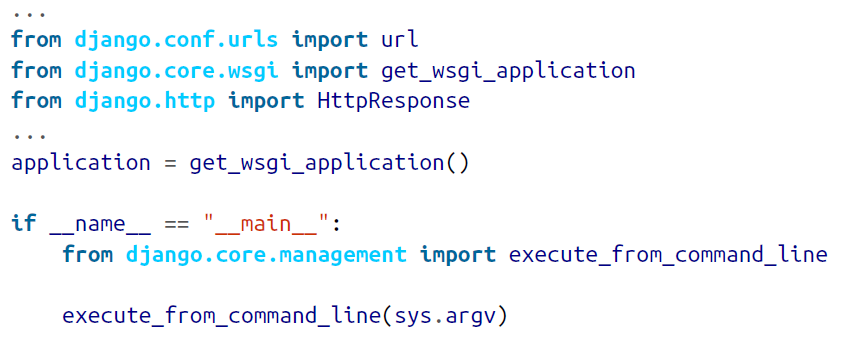 ...
from django.conf.urls import url
from django.core.wsgi import get_wsgi_application
from django.http import HttpResponse
...
application = get_wsgi_application()

if __name__ == "__main__":
    from django.core.management import execute_from_command_line

    execute_from_command_line(sys.argv)